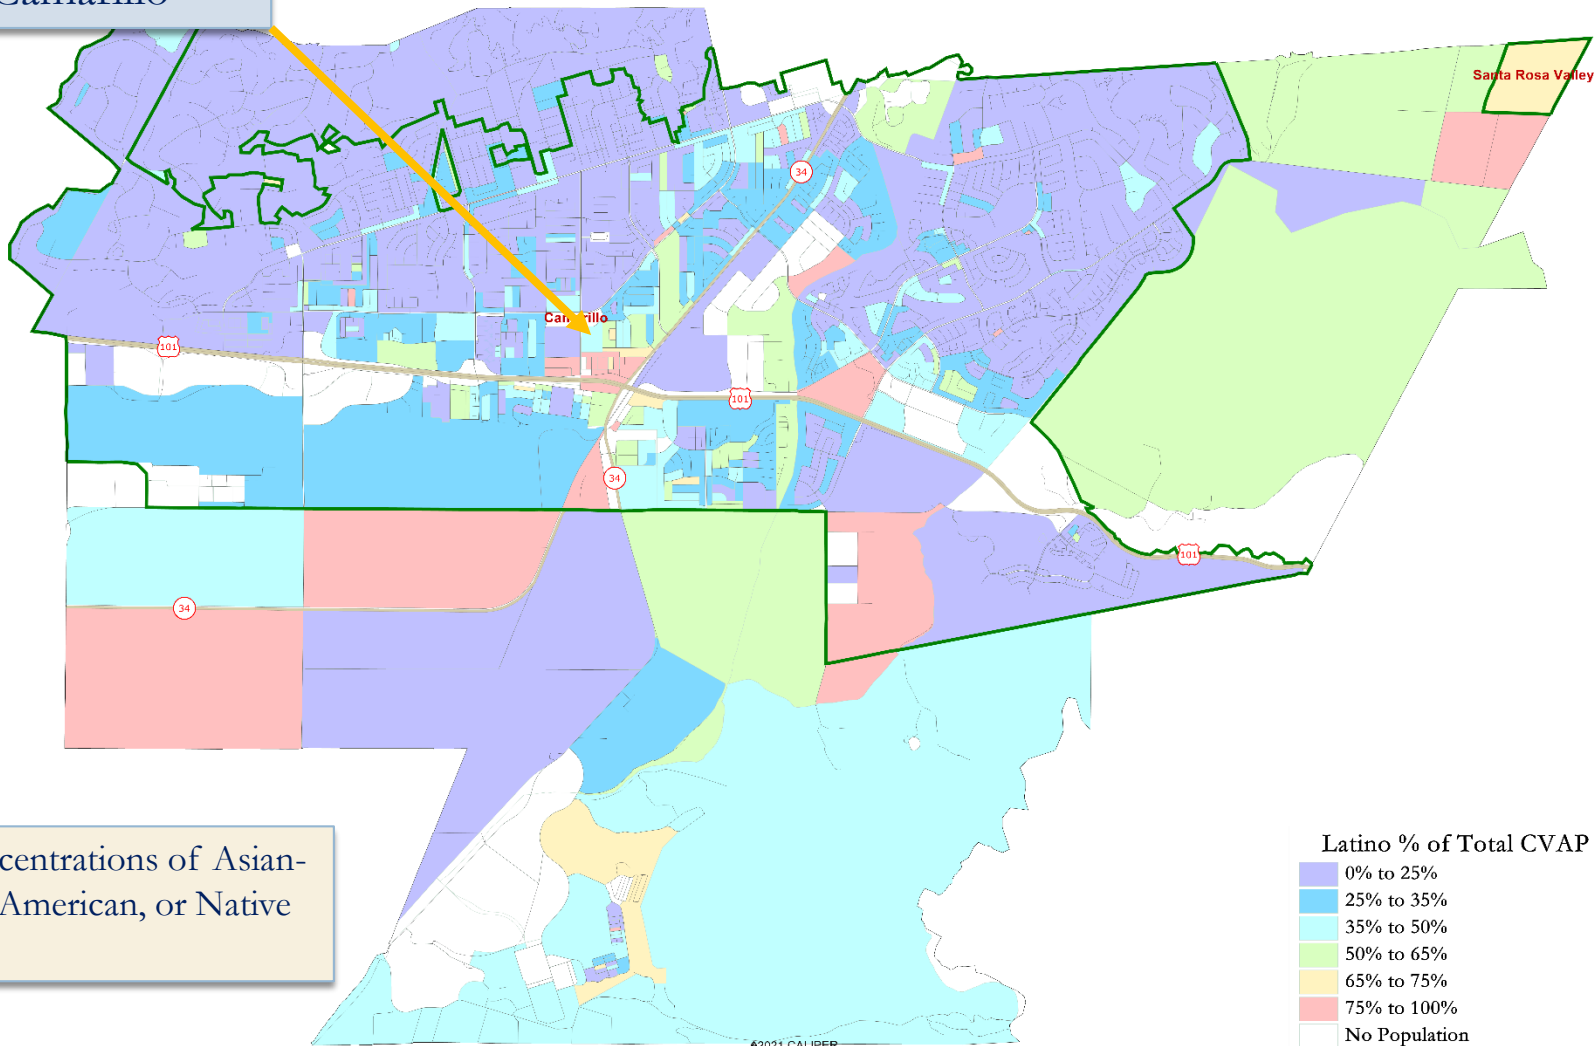 Camarillo
Santa Rosa Valley
34
Camarillo
101
101
34
101
34
centrations of Asian-
American, or Native
Latino % of Total CVAP
0% to 25%
25% to 35%
35% to 50%
50% to 65%
65% to 75%
75% to 100%
No Population
©2021 CALIPER